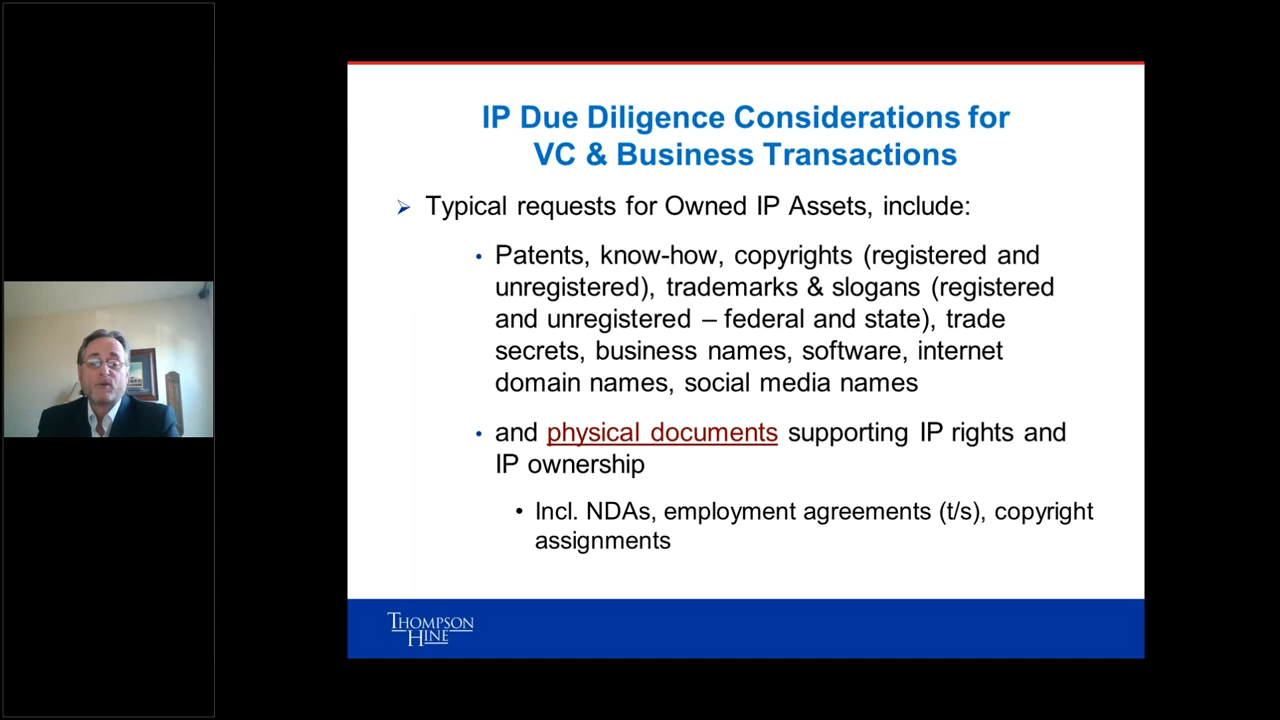 IP Due Diligence Considerations for
VC & Business Transactions
➢ Typical requests for Owned IP Assets, include:
• Patents, know-how, copyrights (registered and
unregistered), trademarks & slogans (registered
and unregistered – federal and state), trade
secrets, business names, software, internet
domain names, social media names
• and physical documents supporting IP rights and
IP ownership
• Incl. NDAs, employment agreements (t/s), copyright
assignments
THOMPSON
HINE